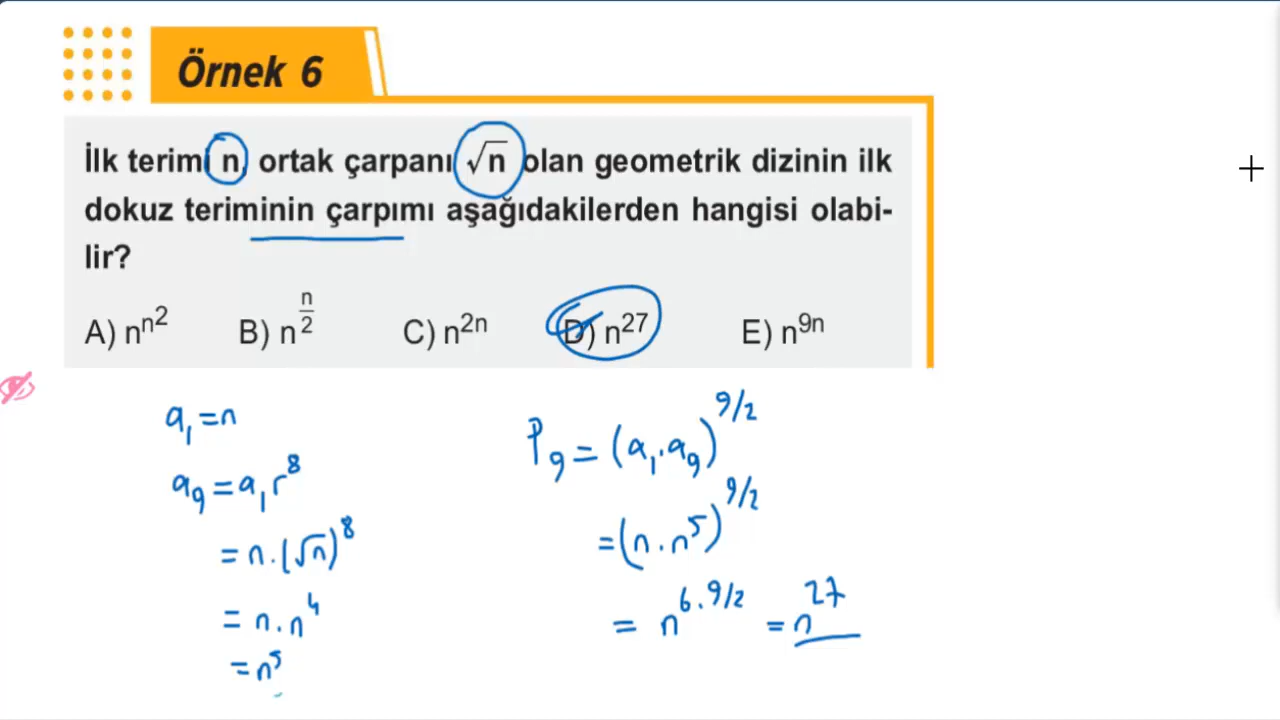 Örnek 6
İlk terimi n, ortak çarpanı √n olan geometrik dizinin ilk
dokuz teriminin çarpımı aşağıdakilerden hangisi olabi-
lir?
A) n^n^2 B) n^(n/2) C) n^2n D) n^27 E) n^9n
a₁ = n
a₉ = a₁r⁸
= n.(√n)⁸
= n.n⁴
= n⁵
P₉ = (a₁.a₉)^9/2
= (n.n⁵)^9/2
= n^6.9/2 = n^27